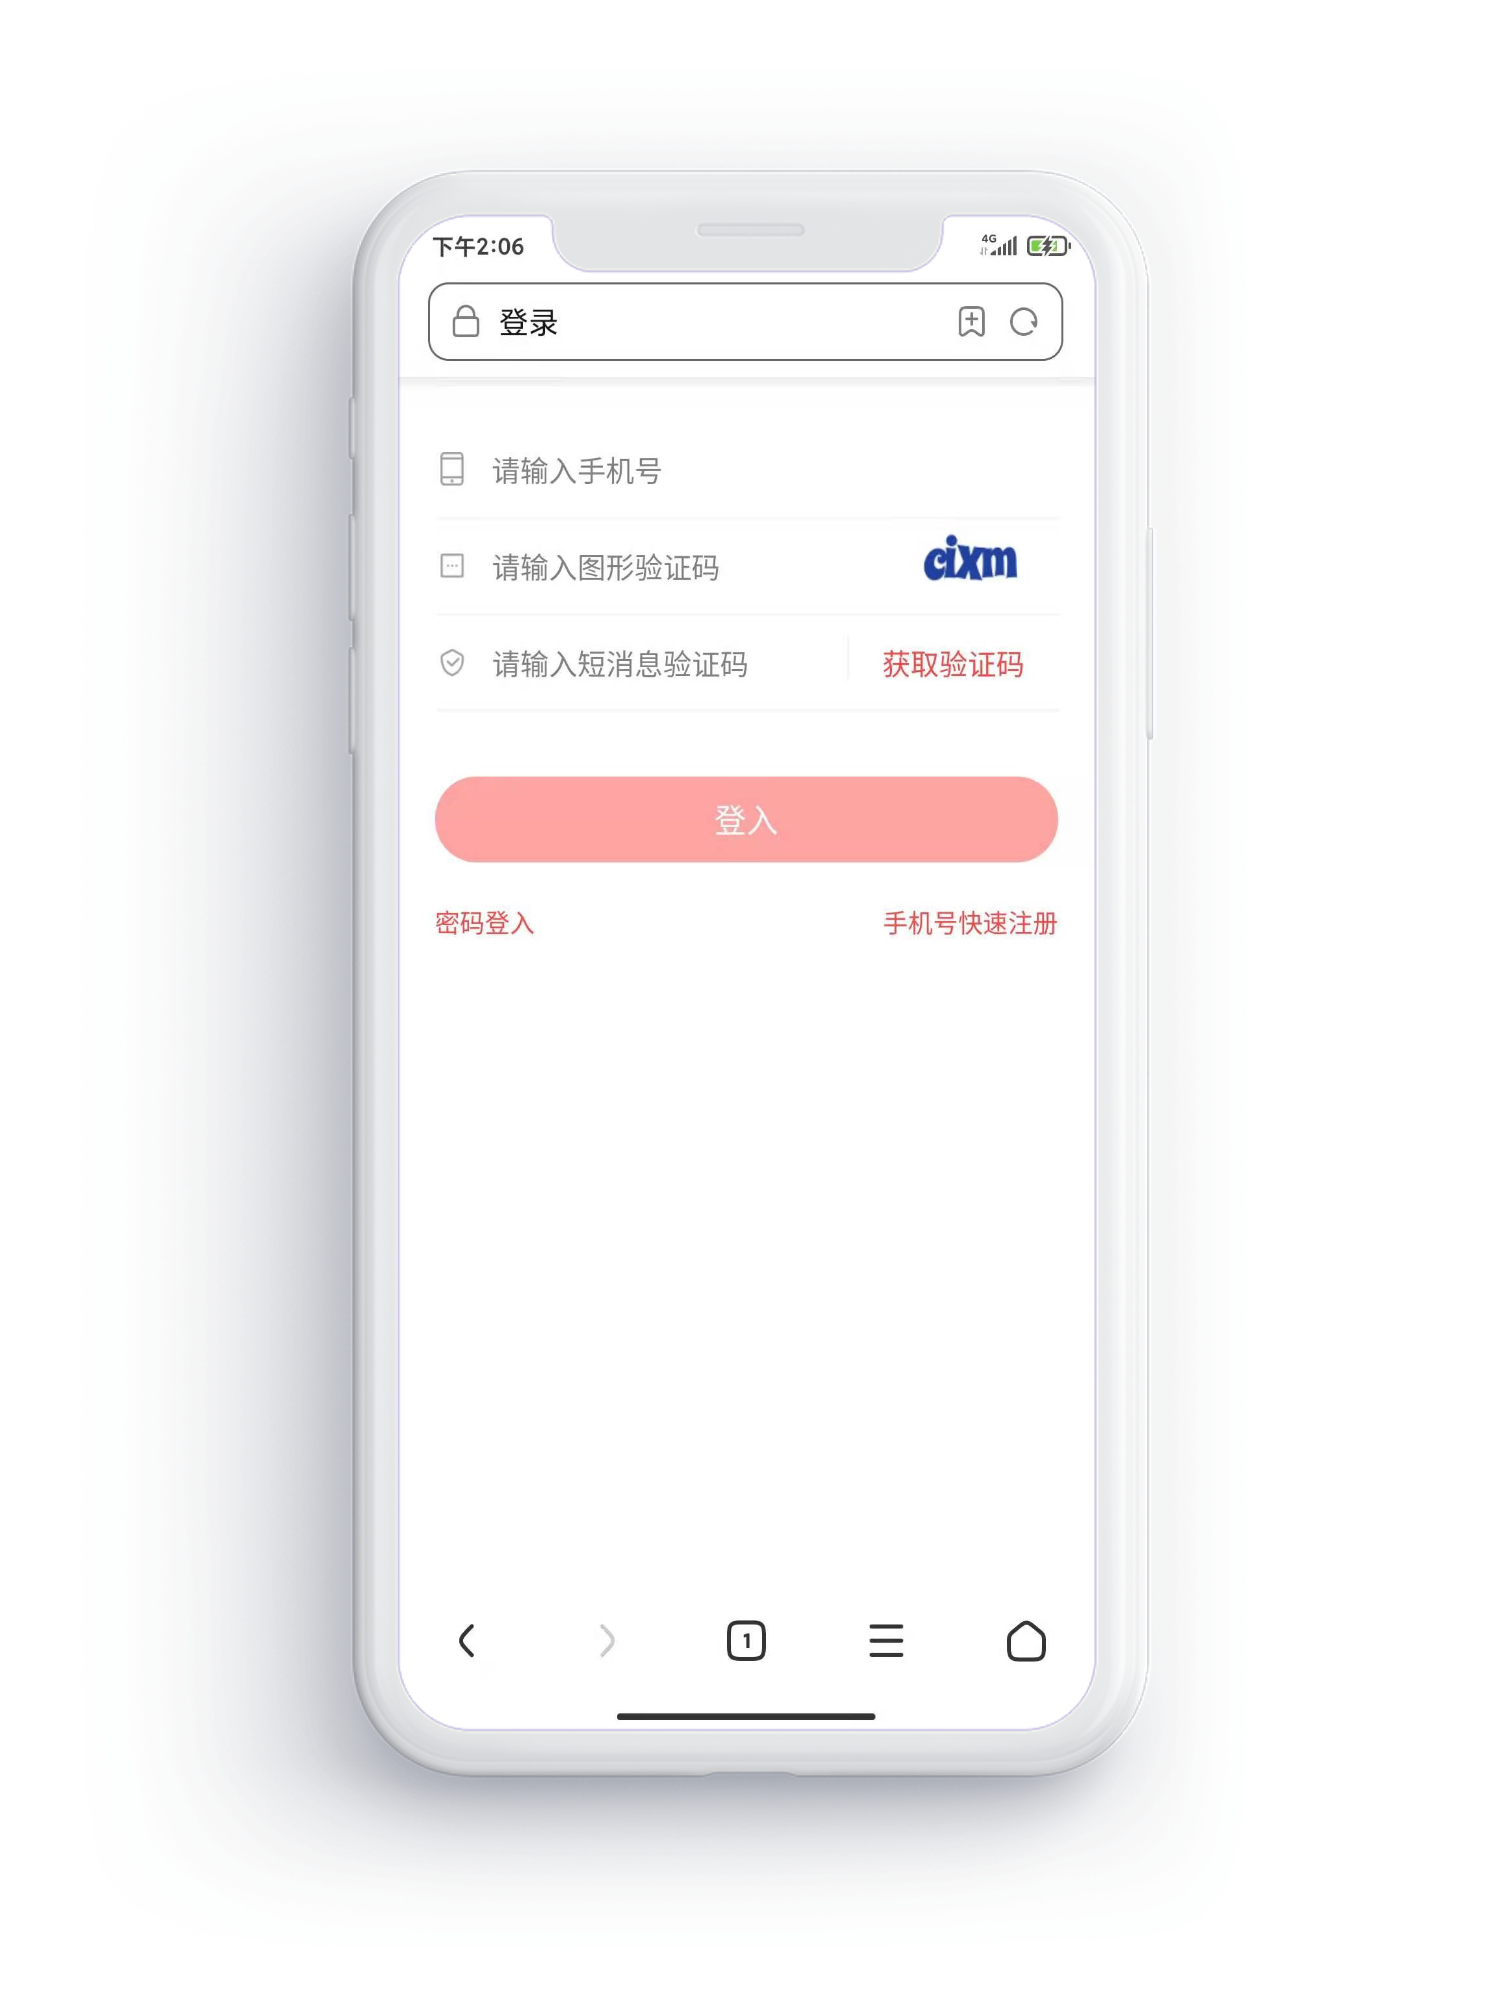 下午2:06
4G
登录
请输入手机号
请输入图形验证码
cixm
请输入短消息验证码
获取验证码
登入
密码登入
手机号快速注册
1